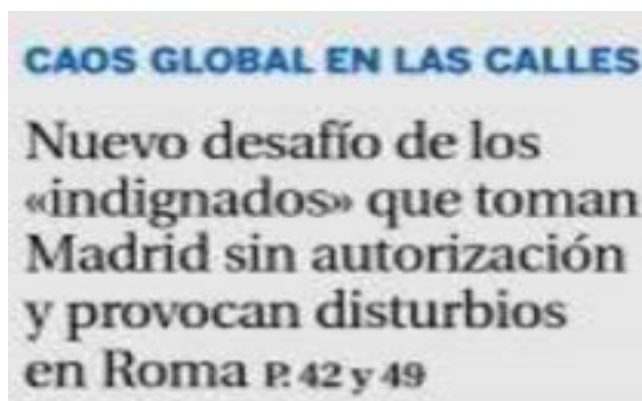 CAOS GLOBAL EN LAS CALLES
Nuevo desafío de los
«indignados» que toman
Madrid sin autorización
y provocan disturbios
en Roma P. 42 y 49